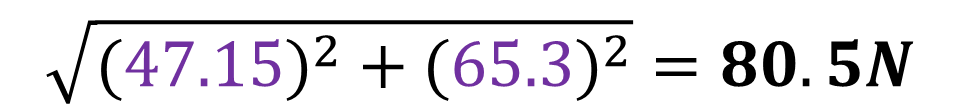 √(47.15)² + (65.3)² = 80.5N